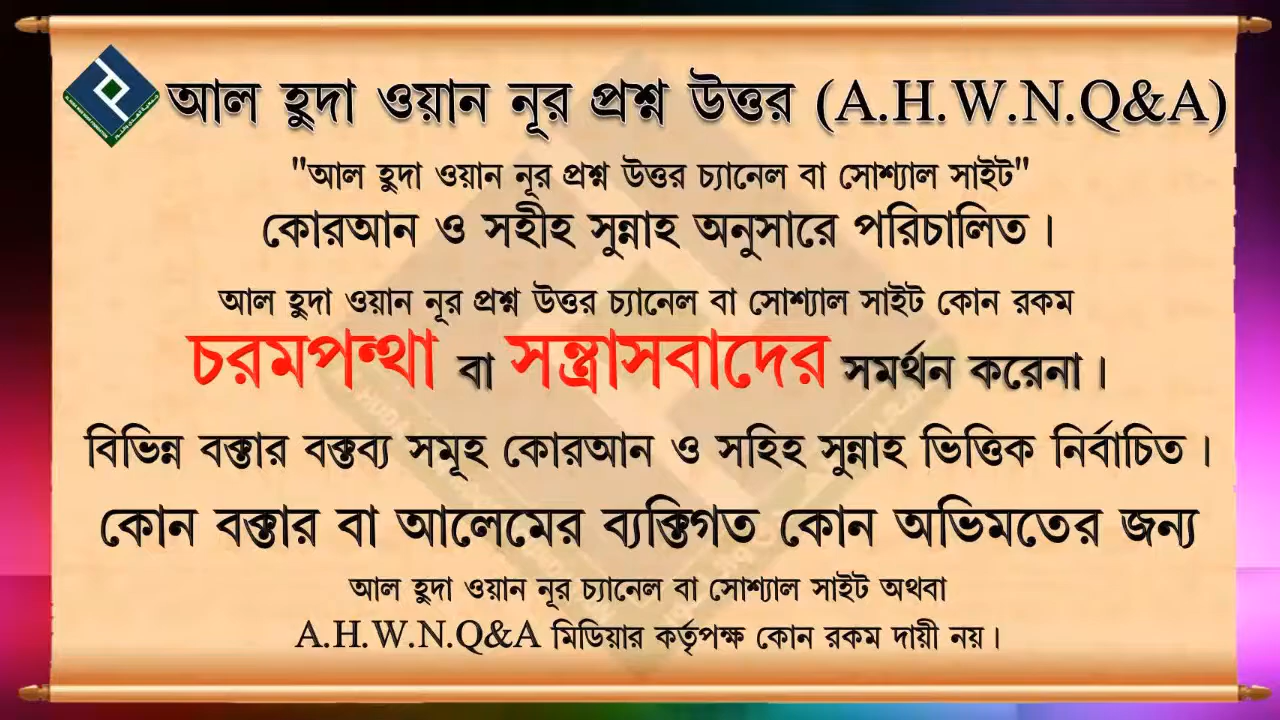 আল হুদা ওয়ান নূর প্রশ্ন উত্তর (A.H.W.N.Q&A)
"আল হুদা ওয়ান নূর প্রশ্ন উত্তর চ্যানেল বা সোশ্যাল সাইট"
কোরআন ও সহীহ সুন্নাহ অনুসারে পরিচালিত।
আল হুদা ওয়ান নূর প্রশ্ন উত্তর চ্যানেল বা সোশ্যাল সাইট কোন রকম
চরমপন্থা বা সন্ত্রাসবাদের সমর্থন করেনা।
বিভিন্ন বক্তার বক্তব্য সমূহ কোরআন ও সহিহ সুন্নাহ ভিত্তিক নির্বাচিত।
কোন বক্তার বা আলেমের ব্যক্তিগত কোন অভিমতের জন্য
আল হুদা ওয়ান নূর চ্যানেল বা সোশ্যাল সাইট অথবা
A.H.W.N.Q&A মিডিয়ার কর্তৃপক্ষ কোন রকম দায়ী নয়।